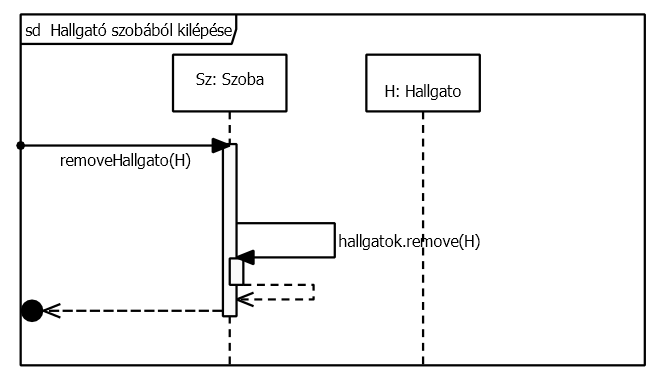 sd Hallgató szobából kilépése
Sz: Szoba
H: Hallgato
removeHallgato(H)
hallgatok.remove(H)